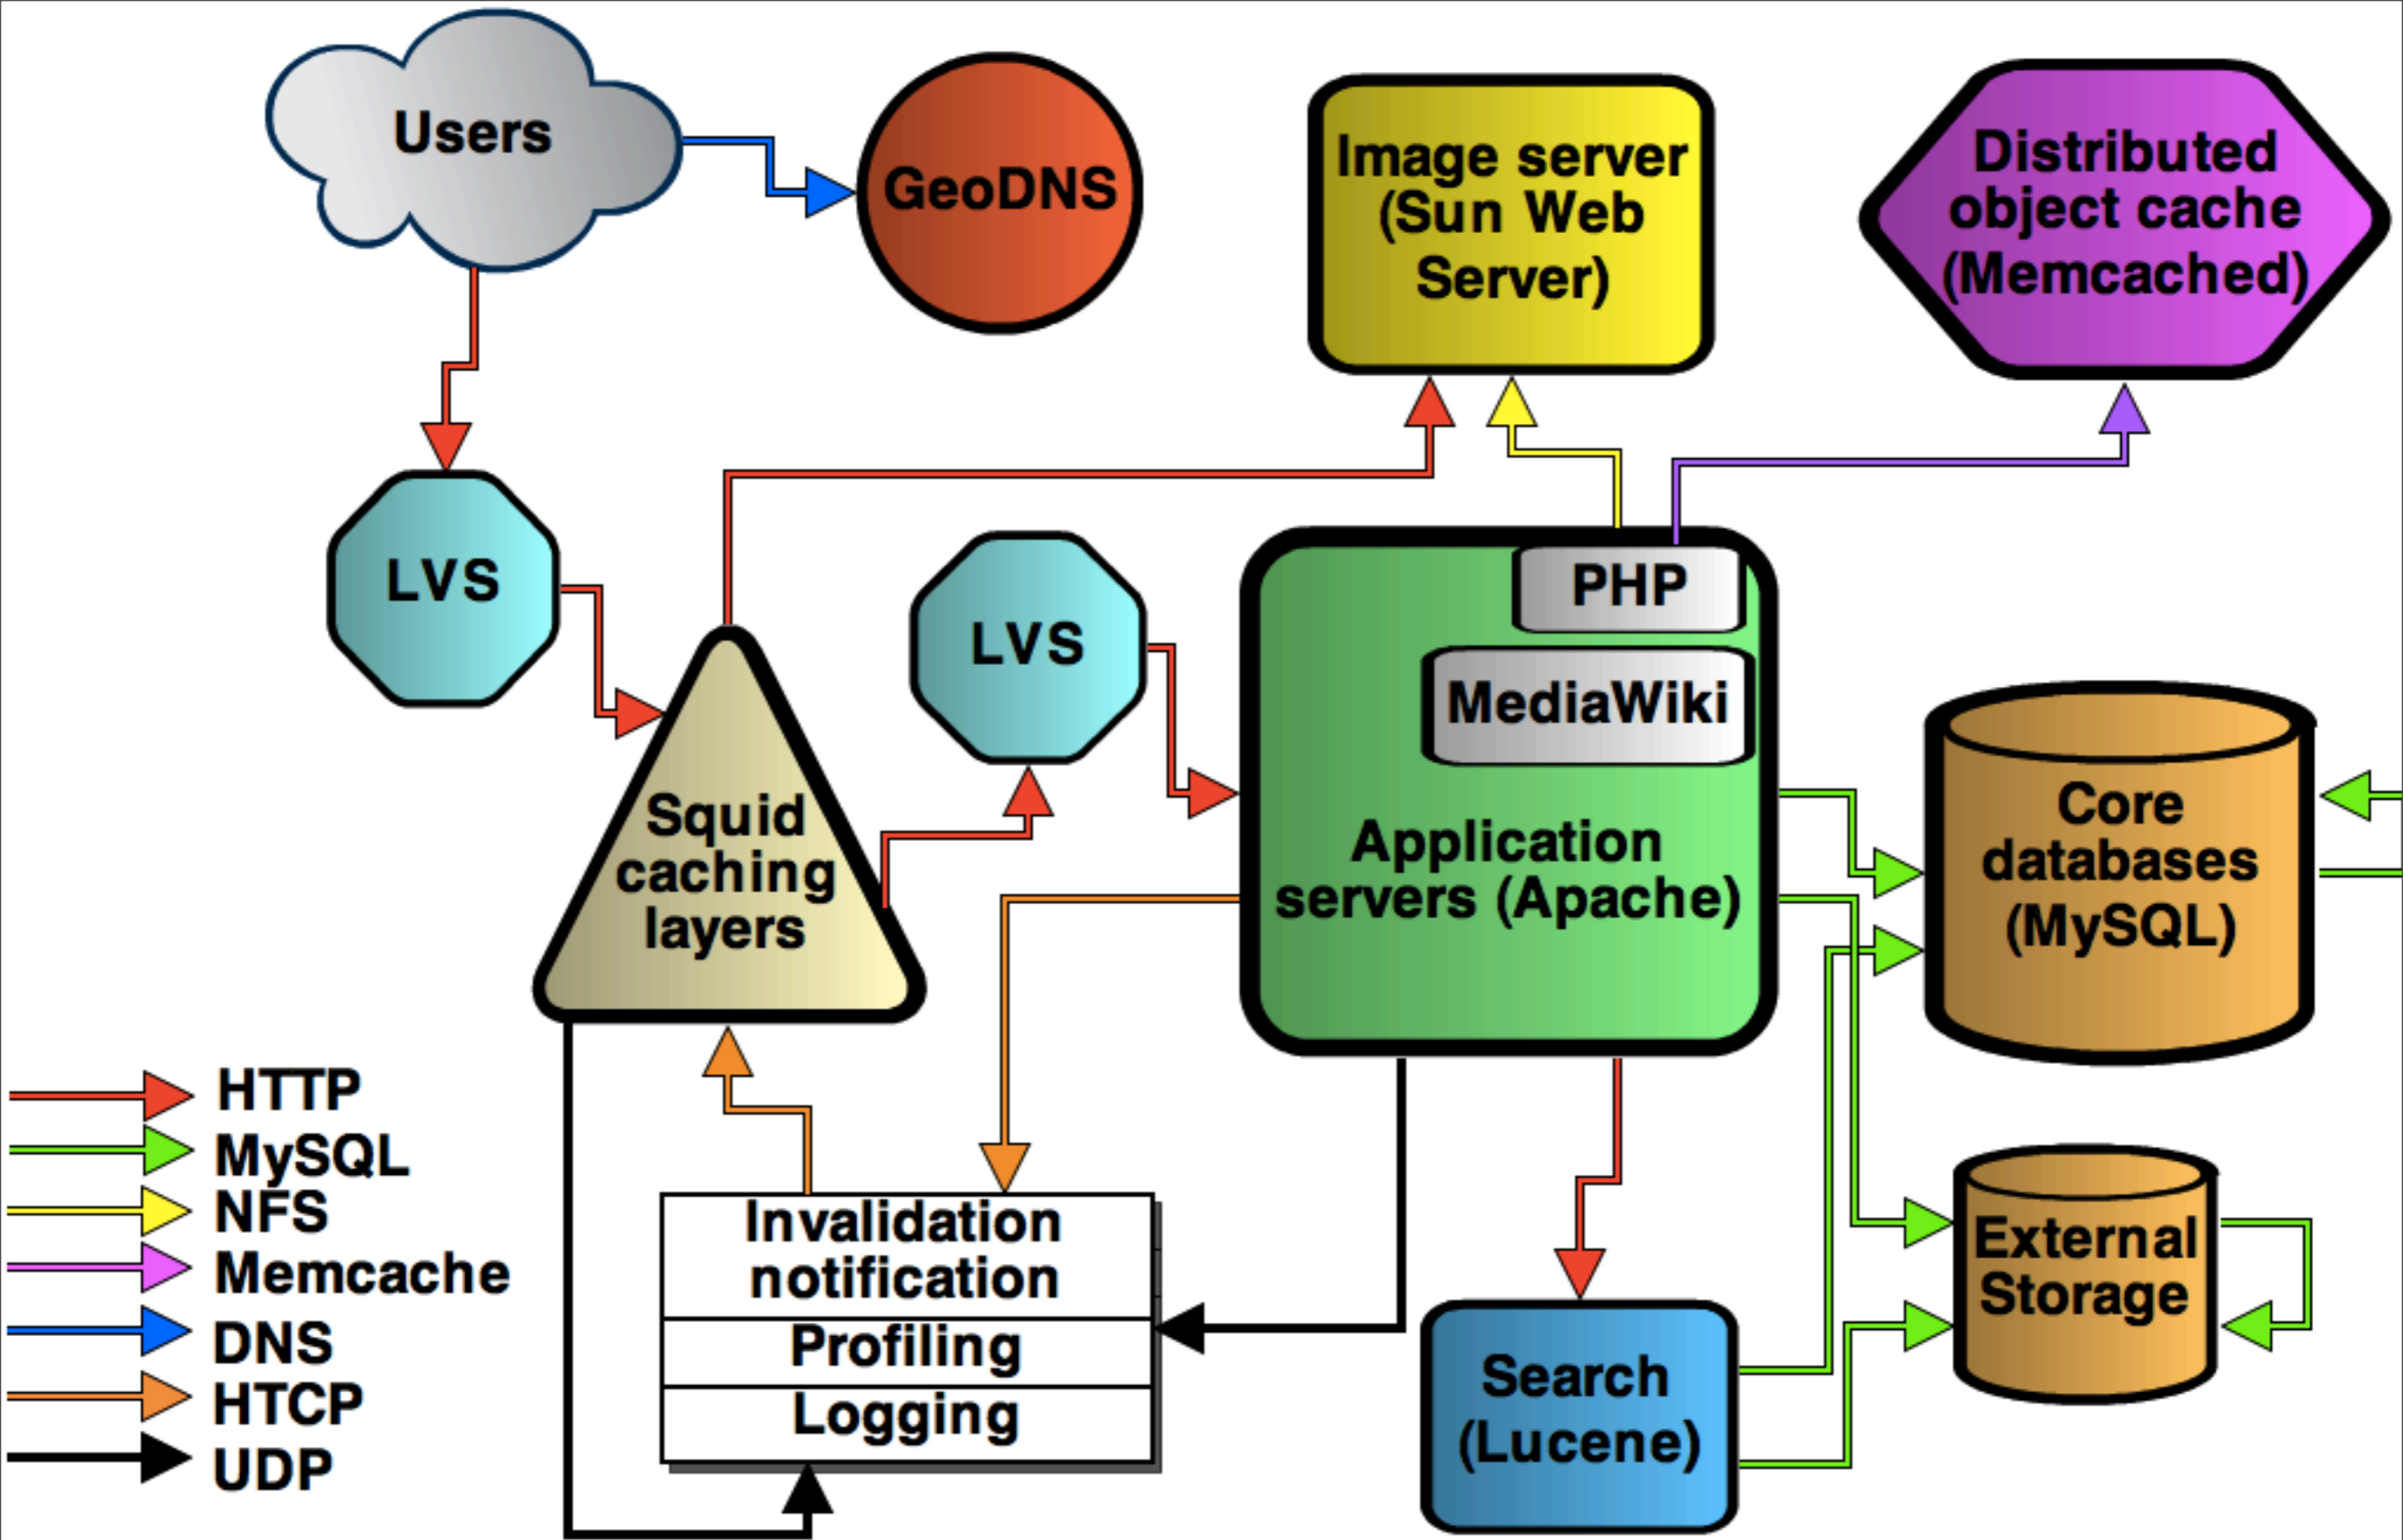 Users
GeoDNS
Image server
(Sun Web
Server)
Distributed
object cache
(Memcached)
LVS
LVS
PHP
MediaWiki
Application
servers (Apache)
Squid
caching
layers
Core
databases
(MySQL)
HTTP
MySQL
NFS
Memcache
DNS
HTCP
UDP
Invalidation
notification
Profiling
Logging
Search
(Lucene)
External
Storage